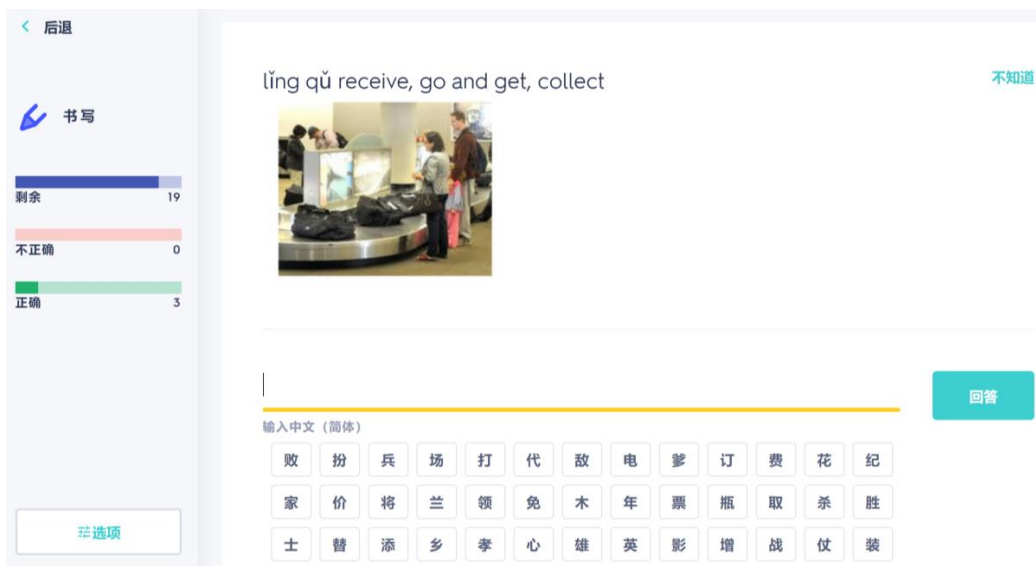 后退
书写
剩余 19
不正确 0
正确 3
选项
lǐng qǔ receive, go and get, collect
不知道
回答
输入中文（简体）
败 扮 兵 场 打 代 敌 电 爹 订 费 花 纪
家 价 将 兰 领 免 木 年 票 瓶 取 杀 胜
士 替 添 乡 孝 心 雄 英 影 增 战 仗 装